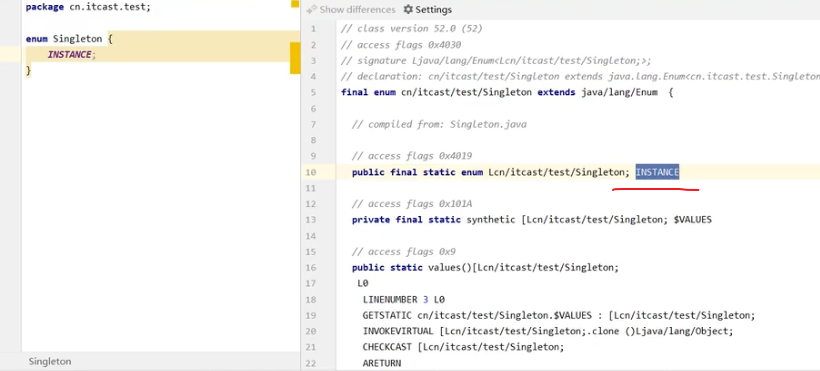 package cn.itcast.test;
enum Singleton {
INSTANCE;
}
Singleton
Show differences Settings
1 // class version 52.0 (52)
2 // access flags 0x4030
3 // signature Ljava/lang/Enum<Lcn/itcast/test/Singleton;>;
4 // declaration: cn/itcast/test/Singleton extends java.lang.Enum<cn.itcast.test.Singleton
5 final enum cn/itcast/test/Singleton extends java/lang/Enum {
6
7 // compiled from: Singleton.java
8
9 // access flags 0x4019
10 public final static enum Lcn/itcast/test/Singleton; INSTANCE
11
12 // access flags 0x101A
13 private final static synthetic [Lcn/itcast/test/Singleton; $VALUES
14
15 // access flags 0x9
16 public static values()[Lcn/itcast/test/Singleton;
17 L0
18 LINENUMBER 3 L0
19 GETSTATIC cn/itcast/test/Singleton.$VALUES : [Lcn/itcast/test/Singleton;
20 INVOKEVIRTUAL [Lcn/itcast/test/Singleton;.clone ()Ljava/lang/Object;
21 CHECKCAST [Lcn/itcast/test/Singleton;
22 ARETURN